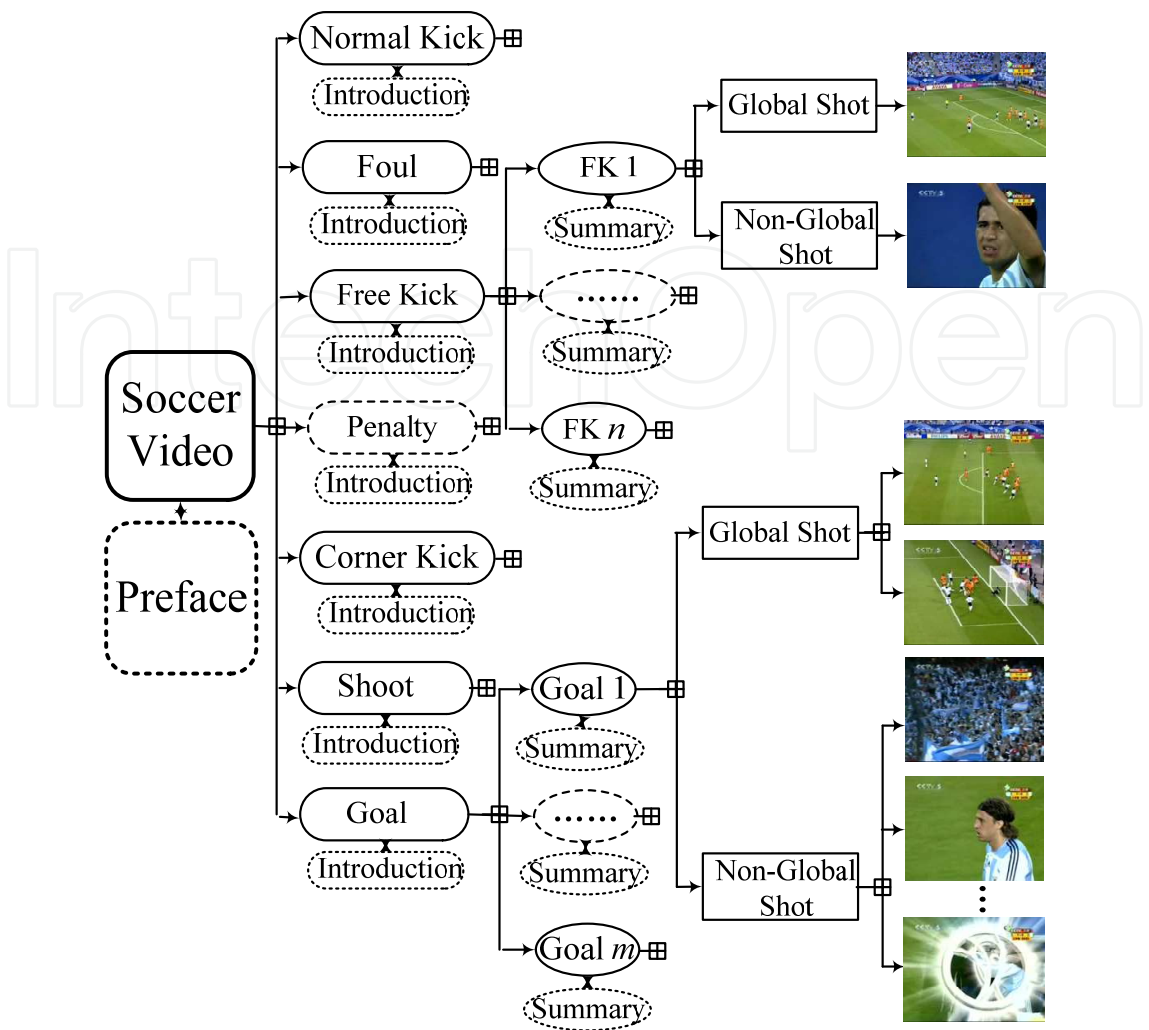 Normal Kick
Introduction
Foul
Introduction
Free Kick
Introduction
Penalty
Introduction
Corner Kick
Introduction
Shoot
Introduction
Goal
Introduction
Soccer
Video
Preface
FK 1
Summary
......
Summary
FK n
Summary
Goal 1
Summary
......
Summary
Goal m
Summary
Global Shot
Non-Global
Shot
Global Shot
Non-Global
Shot
IntechOpen